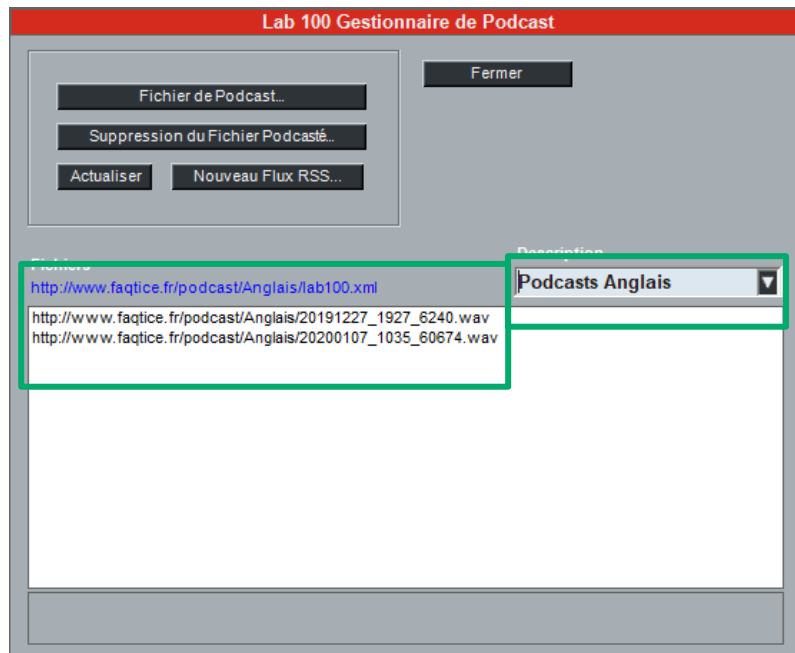 Lab 100 Gestionnaire de Podcast
Fermer
Fichier de Podcast...
Suppression du Fichier Podcasté...
Actualiser
Nouveau Flux RSS...
Fichiers
Description
http://www.faqtice.fr/podcast/Anglais/lab100.xml
Podcasts Anglais
http://www.faqtice.fr/podcast/Anglais/20191227_1927_6240.wav
http://www.faqtice.fr/podcast/Anglais/20200107_1035_60674.wav